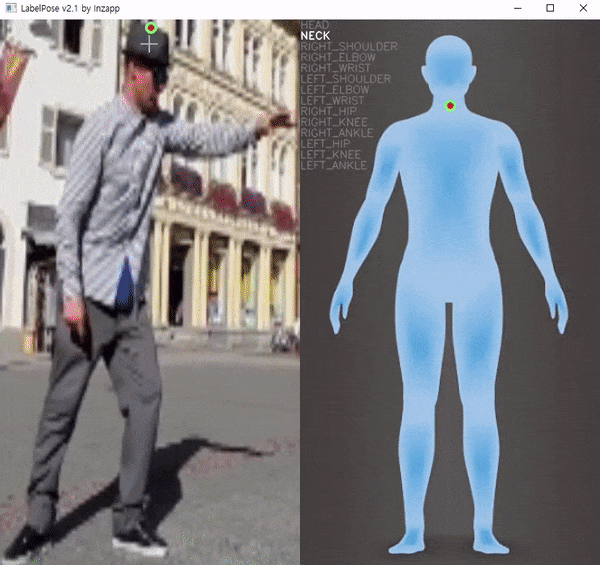 LabelPose v2.1 by Inzapp
HEAD
NECK
RIGHT_SHOULDER
RIGHT_ELBOW
RIGHT_WRIST
LEFT_SHOULDER
LEFT_ELBOW
LEFT_WRIST
RIGHT_HIP
RIGHT_KNEE
RIGHT_ANKLE
LEFT_HIP
LEFT_KNEE
LEFT_ANKLE